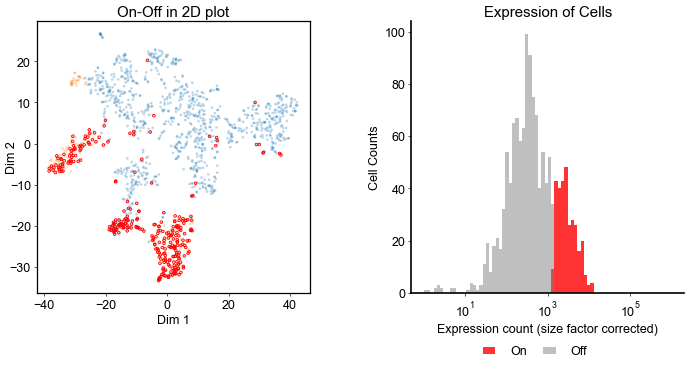 On-Off in 2D plot
Dim 2
20
10
0
−10
−20
−30
−40
−20
0
20
40
Dim 1
Expression of Cells
Cell Counts
100
80
60
40
20
0
10^1
10^3
10^5
Expression count (size factor corrected)
On
Off